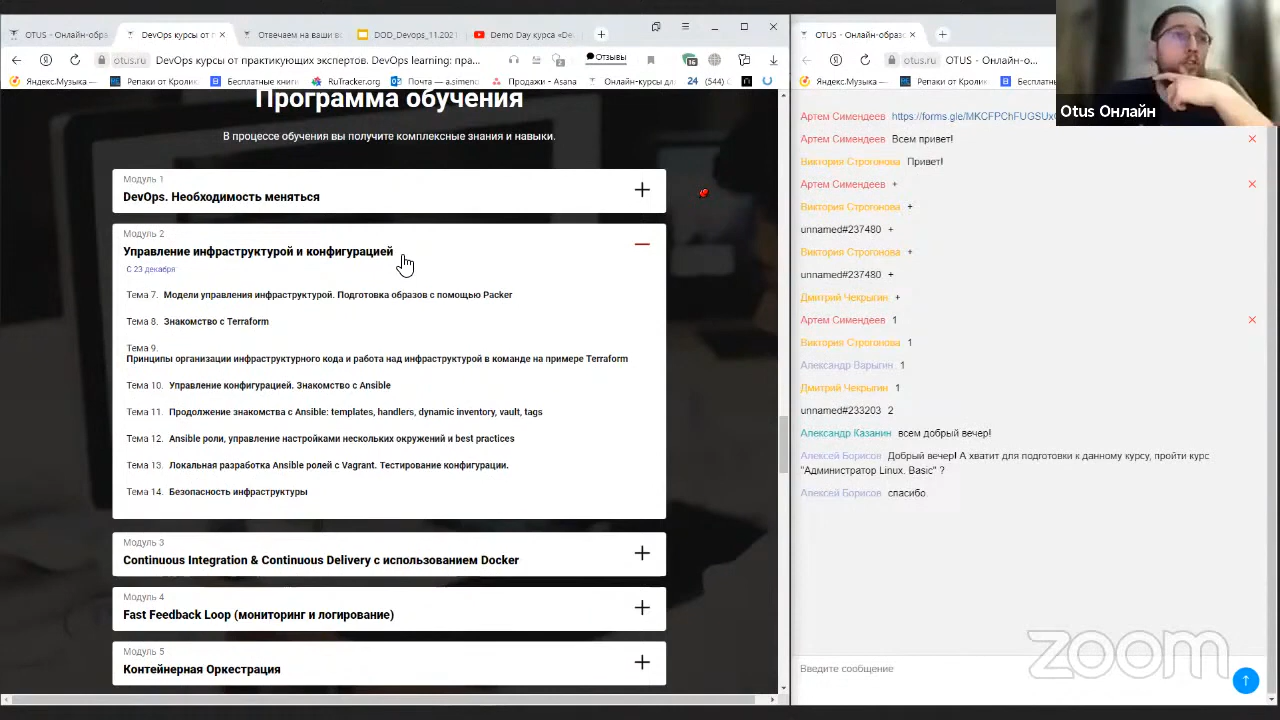 OTUS - Онлайн-образ
DevOps курсы от г
Отвечаем на ваши в
DOD_Devops_11.2021
Demo Day курса «De
otus.ru
DevOps курсы от практикующих экспертов. DevOps learning: пра...
Отзывы
Яндекс.Музыка
Репаки от Кролик
Бесплатные книги
RuTracker.org
Почта — a.simenc
Продажи - Asana
Онлайн-курсы дл
24 (544) С
Программа обучения
В процессе обучения вы получите комплексные знания и навыки.
Модуль 1
DevOps. Необходимость меняться
Модуль 2
Управление инфраструктурой и конфигурацией
С 23 декабря
Тема 7. Модели управления инфраструктурой. Подготовка образов с помощью Packer
Тема 8. Знакомство с Terraform
Тема 9.
Принципы организации инфраструктурного кода и работа над инфраструктурой в команде на примере Terraform
Тема 10. Управление конфигурацией. Знакомство с Ansible
Тема 11. Продолжение знакомства с Ansible: templates, handlers, dynamic inventory, vault, tags
Тема 12. Ansible роли, управление настройками нескольких окружений и best practices
Тема 13. Локальная разработка Ansible ролей с Vagrant. Тестирование конфигурации.
Тема 14. Безопасность инфраструктуры
Модуль 3
Continuous Integration & Continuous Delivery с использованием Docker
Модуль 4
Fast Feedback Loop (мониторинг и логирование)
Модуль 5
Контейнерная Оркестрация
OTUS - Онлайн-образ
otus.ru
OTUS - Онлайн-о...
Яндекс.Музыка
Репаки от Кролик
Бесплатные
Otus Онлайн
Артем Симендеев https://forms.gle/MKCFPChFUGSUx
Артем Симендеев Всем привет!
Виктория Строгонова Привет!
Артем Симендеев +
Виктория Строгонова +
unnamed#237480 +
Виктория Строгонова +
unnamed#237480 +
Дмитрий Чекрыгин +
Артем Симендеев 1
Виктория Строгонова 1
Александр Варыгин 1
Дмитрий Чекрыгин 1
unnamed#233203 2
Александр Казанин всем добрый вечер!
Алексей Борисов Добрый вечер! А хватит для подготовки к данному курсу, пройти курс
"Администратор Linux. Basic" ?
Алексей Борисов спасибо.
Введите сообщение
zoom